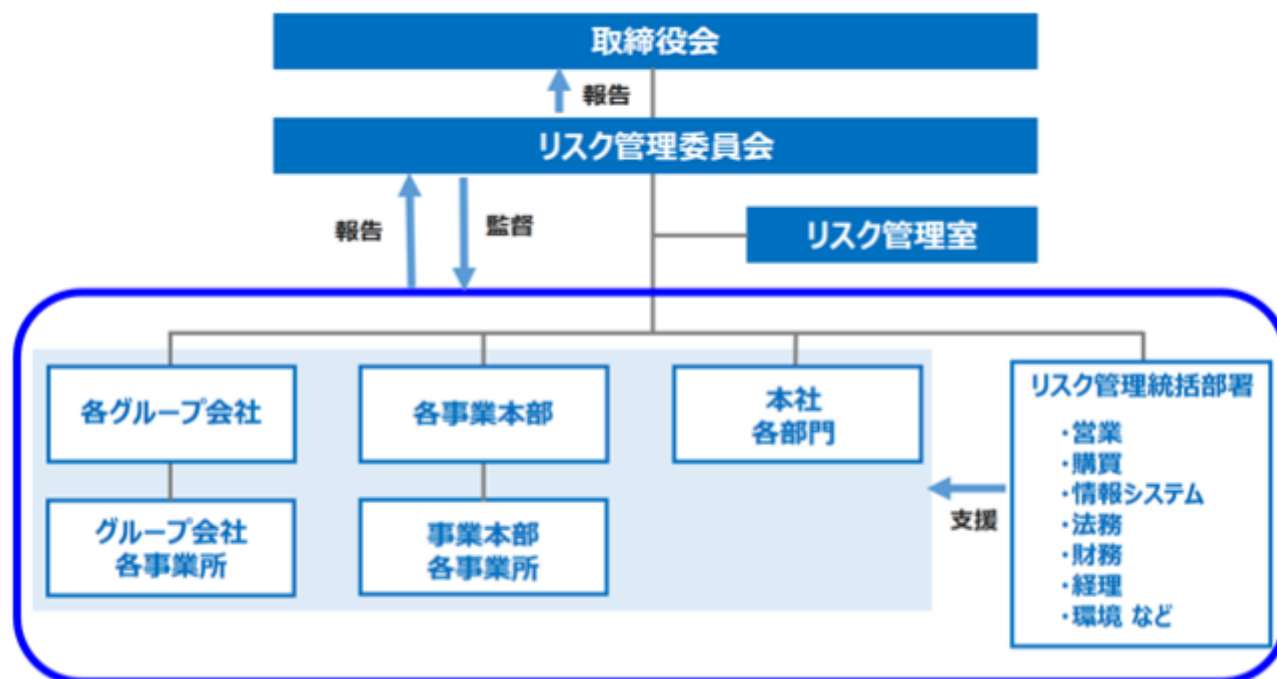 取締役会
報告
リスク管理委員会
報告
監督
リスク管理室
各グループ会社
各事業本部
本社
各部門
リスク管理統括部署
・営業
・購買
・情報システム
・法務
・財務
・経理
・環境 など
支援
グループ会社
各事業所
事業本部
各事業所